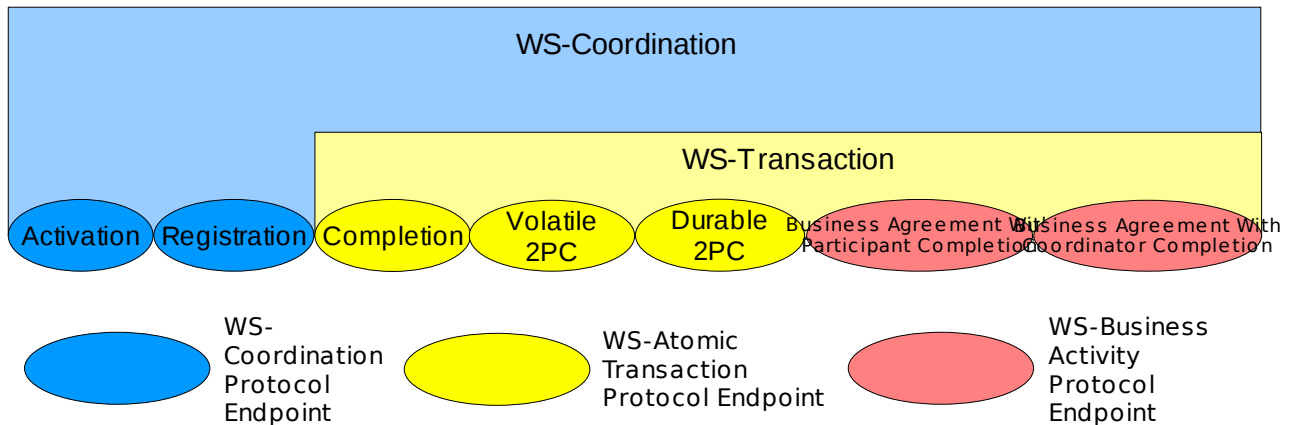 WS-Coordination
WS-Transaction
Activation
Registration
Completion
Volatile
2PC
Durable
2PC
Business Agreement With
Participant Completion
Business Agreement With
Coordinator Completion
WS-
Coordination
Protocol
Endpoint
WS-Atomic
Transaction
Protocol Endpoint
WS-Business
Activity
Protocol
Endpoint